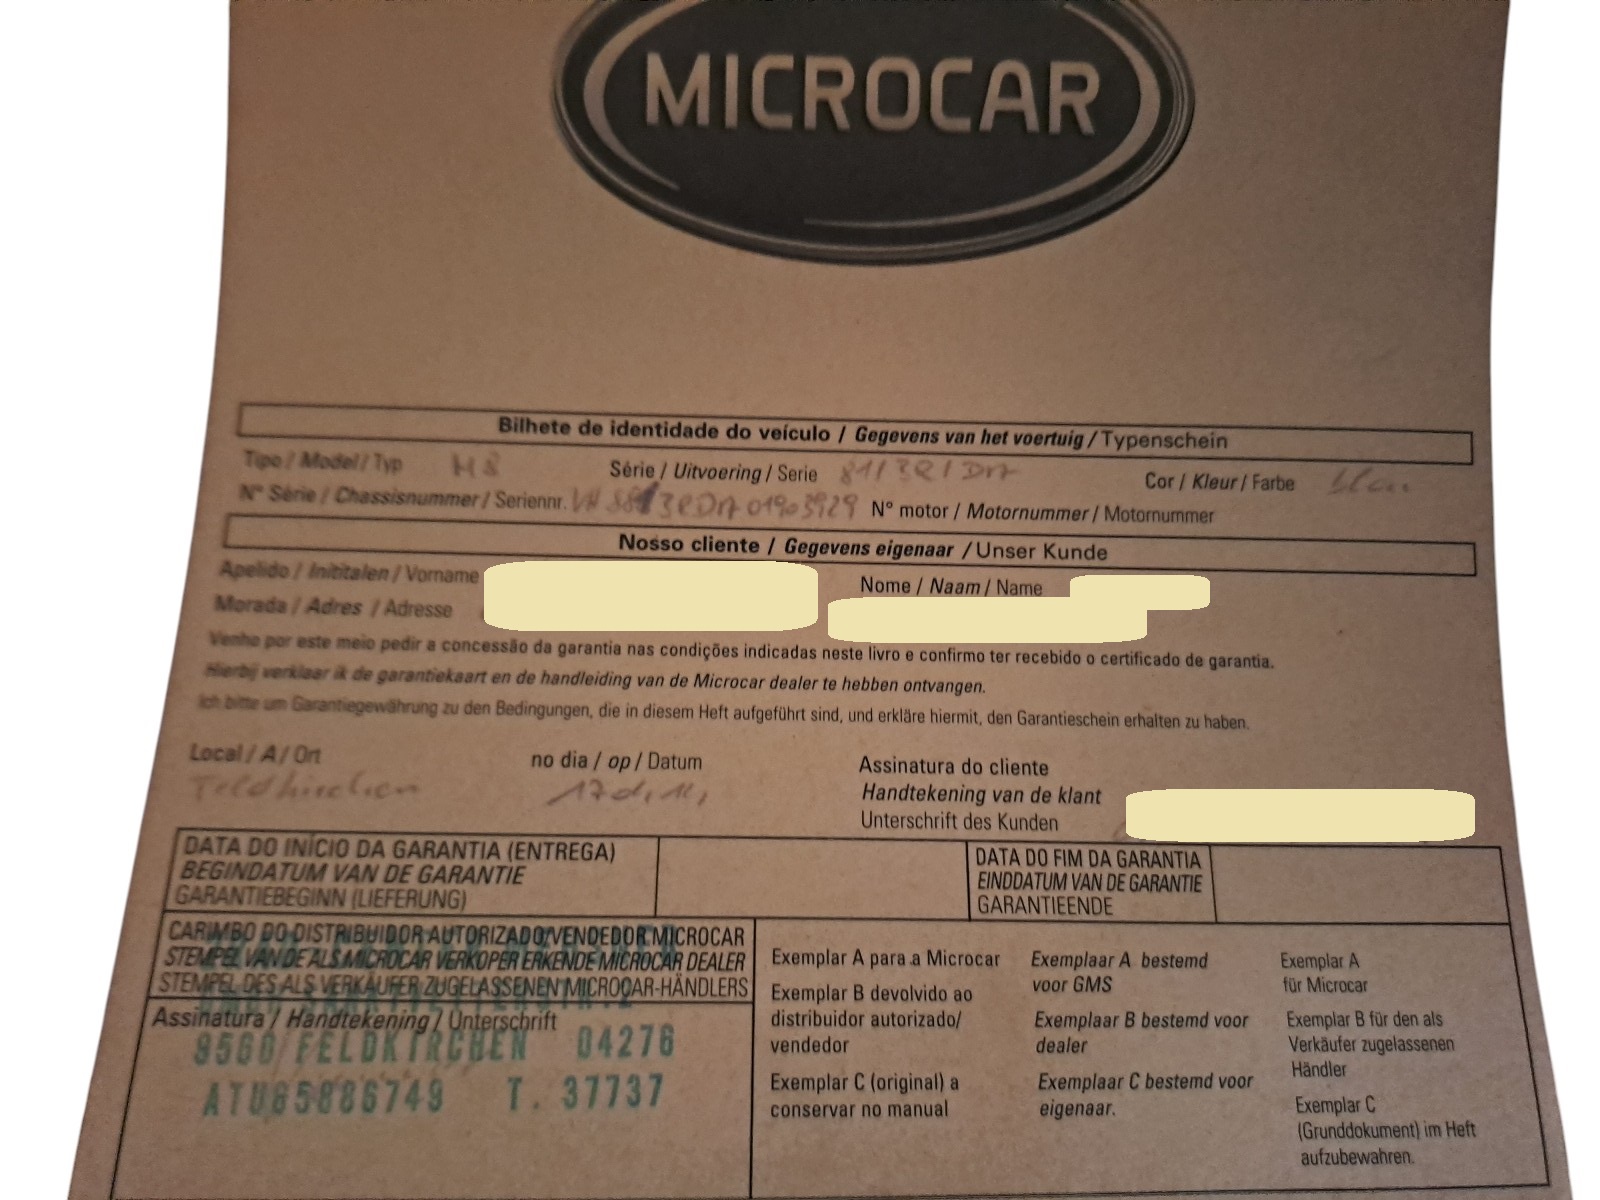 MICROCAR
Bilhete de identidade do veículo / Gegevens van het voertuig / Typenschein
Tipo / Model / Typ M8 Série / Uitvoering / Serie Cor / Kleur / Farbe blau
N° Série / Chassisnummer / Seriennr. N° motor / Motornummer / Motornummer
Nosso cliente / Gegevens eigenaar / Unser Kunde
Apelido / Inititalen / Vorname Nome / Naam / Name
Morada / Adres / Adresse
Venho por este meio pedir a concessão da garantia nas condições indicadas neste livro e confirmo ter recebido o certificado de garantia.
Hierbij verklaar ik de garantiekaart en de handleiding van de Microcar dealer te hebben ontvangen.
Ich bitte um Garantiegewährung zu den Bedingungen, die in diesem Heft aufgeführt sind, und erkläre hiermit, den Garantieschein erhalten zu haben.
Local / A / Ort no dia / op / Datum
Feldkirchen
Assinatura do cliente
Handtekening van de klant
Unterschrift des Kunden
DATA DO INÍCIO DA GARANTIA (ENTREGA)
BEGINDATUM VAN DE GARANTIE
GARANTIEBEGINN (LIEFERUNG)
DATA DO FIM DA GARANTIA
EINDDATUM VAN DE GARANTIE
GARANTIEENDE
CARIMBO DO DISTRIBUIDOR AUTORIZADO/VENDEDOR MICROCAR
STEMPEL VAN DE ALS MICROCAR VERKOPER ERKENDE MICROCAR DEALER
STEMPEL DES ALS VERKÄUFER ZUGELASSENEN MICROCAR-HÄNDLERS
Assinatura / Handtekening / Unterschrift
9560 FELDKIRCHEN 04276
ATU65886749 T. 37737
Exemplar A para a Microcar
Exemplar B devolvido ao
distribuidor autorizado/
vendedor
Exemplar C (original) a
conservar no manual
Exemplaar A bestemd
voor GMS
Exemplaar B bestemd voor
dealer
Exemplaar C bestemd voor
eigenaar.
Exemplar A
für Microcar
Exemplar B für den als
Verkäufer zugelassenen
Händler
Exemplar C
(Grunddokument) im Heft
aufzubewahren.